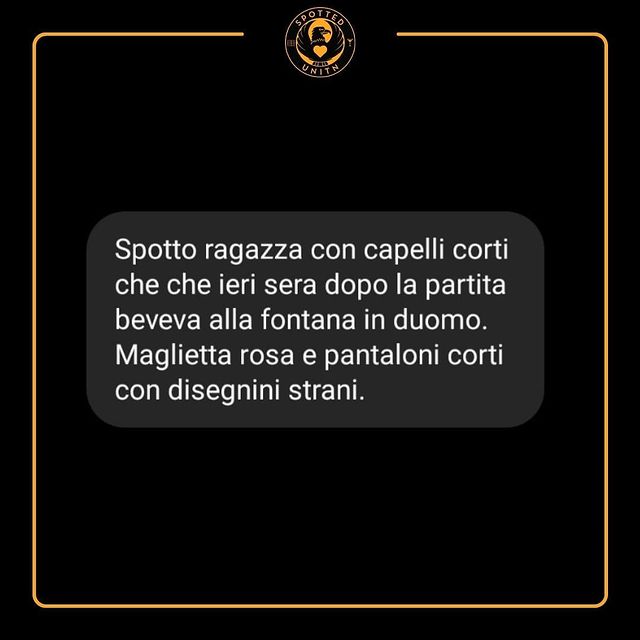 SPOTTED
UNITN
Spotto ragazza con capelli corti
che che ieri sera dopo la partita
beveva alla fontana in duomo.
Maglietta rosa e pantaloni corti
con disegnini strani.